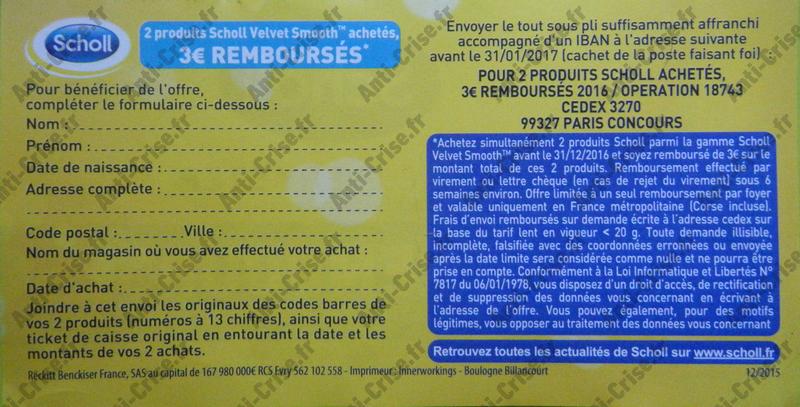 Scholl
2 produits Scholl Velvet Smooth™ achetés,
3€ REMBOURSÉS*
Pour bénéficier de l'offre,
compléter le formulaire ci-dessous :
Nom :
Prénom :
Date de naissance :
Adresse complète :
Code postal : Ville :
Nom du magasin où vous avez effectué votre achat :
Date d'achat :
Joindre à cet envoi les originaux des codes barres de
vos 2 produits (numéros à 13 chiffres), ainsi que votre
ticket de caisse original en entourant la date et les
montants de vos 2 achats.
Réckitt Benckiser France, SAS au capital de 167 980 000€ RCS Evry 562 102 558 - Imprimeur : Innerworkings - Boulogne Billancourt
Envoyer le tout sous pli suffisamment affranchi
accompagné d'un IBAN à l'adresse suivante
avant le 31/01/2017 (cachet de la poste faisant foi) :
POUR 2 PRODUITS SCHOLL ACHETÉS,
3€ REMBOURSÉS 2016 / OPERATION 18743
CEDEX 3270
99327 PARIS CONCOURS
*Achetez simultanément 2 produits Scholl parmi la gamme Scholl
Velvet Smooth™ avant le 31/12/2016 et soyez remboursé de 3€ sur le
montant total de ces 2 produits. Remboursement effectué par
virement ou lettre chèque (en cas de rejet du virement) sous 6
semaines environ. Offre limitée à un seul remboursement par foyer
et valable uniquement en France métropolitaine (Corse incluse).
Frais d'envoi remboursés sur demande écrite à l'adresse cedex sur
la base du tarif lent en vigueur < 20 g. Toute demande illisible,
incomplète, falsifiée avec des coordonnées erronées ou envoyée
après la date limite sera considérée comme nulle et ne pourra être
prise en compte. Conformément à la Loi Informatique et Libertés N°
7817 du 06/01/1978, vous disposez d'un droit d'accès, de rectification
et de suppression des données vous concernant en écrivant à
l'adresse de l'offre. Vous pouvez également, pour des motifs
légitimes, vous opposer au traitement des données vous concernant
Retrouvez toutes les actualités de Scholl sur www.scholl.fr
12/2015
Anti-Crise.fr